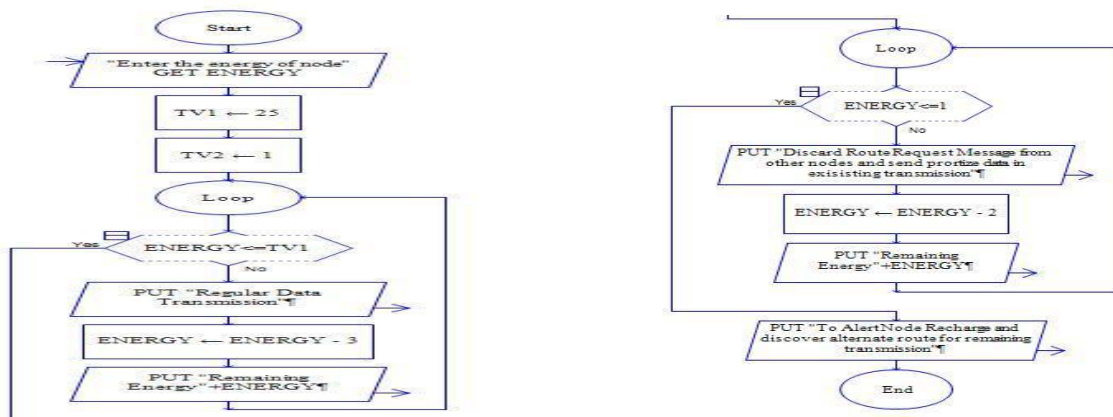 Start
"Enter the energy of node"
GET ENERGY
TV1 ← 25
TV2 ← 1
Loop
Yes
ENERGY<=TV1
No
PUT "Regular Data
Transmission"¶
ENERGY ← ENERGY - 3
PUT "Remaining
Energy"+ENERGY¶
Loop
Yes
ENERGY<=1
No
PUT "Discard Route Request Message from
other nodes and send prortize data in
exisisting transmission"¶
ENERGY ← ENERGY - 2
PUT "Remaining
Energy"+ENERGY¶
PUT "To AlertNode Recharge and
discover alternate route for remaining
transmission"¶
End